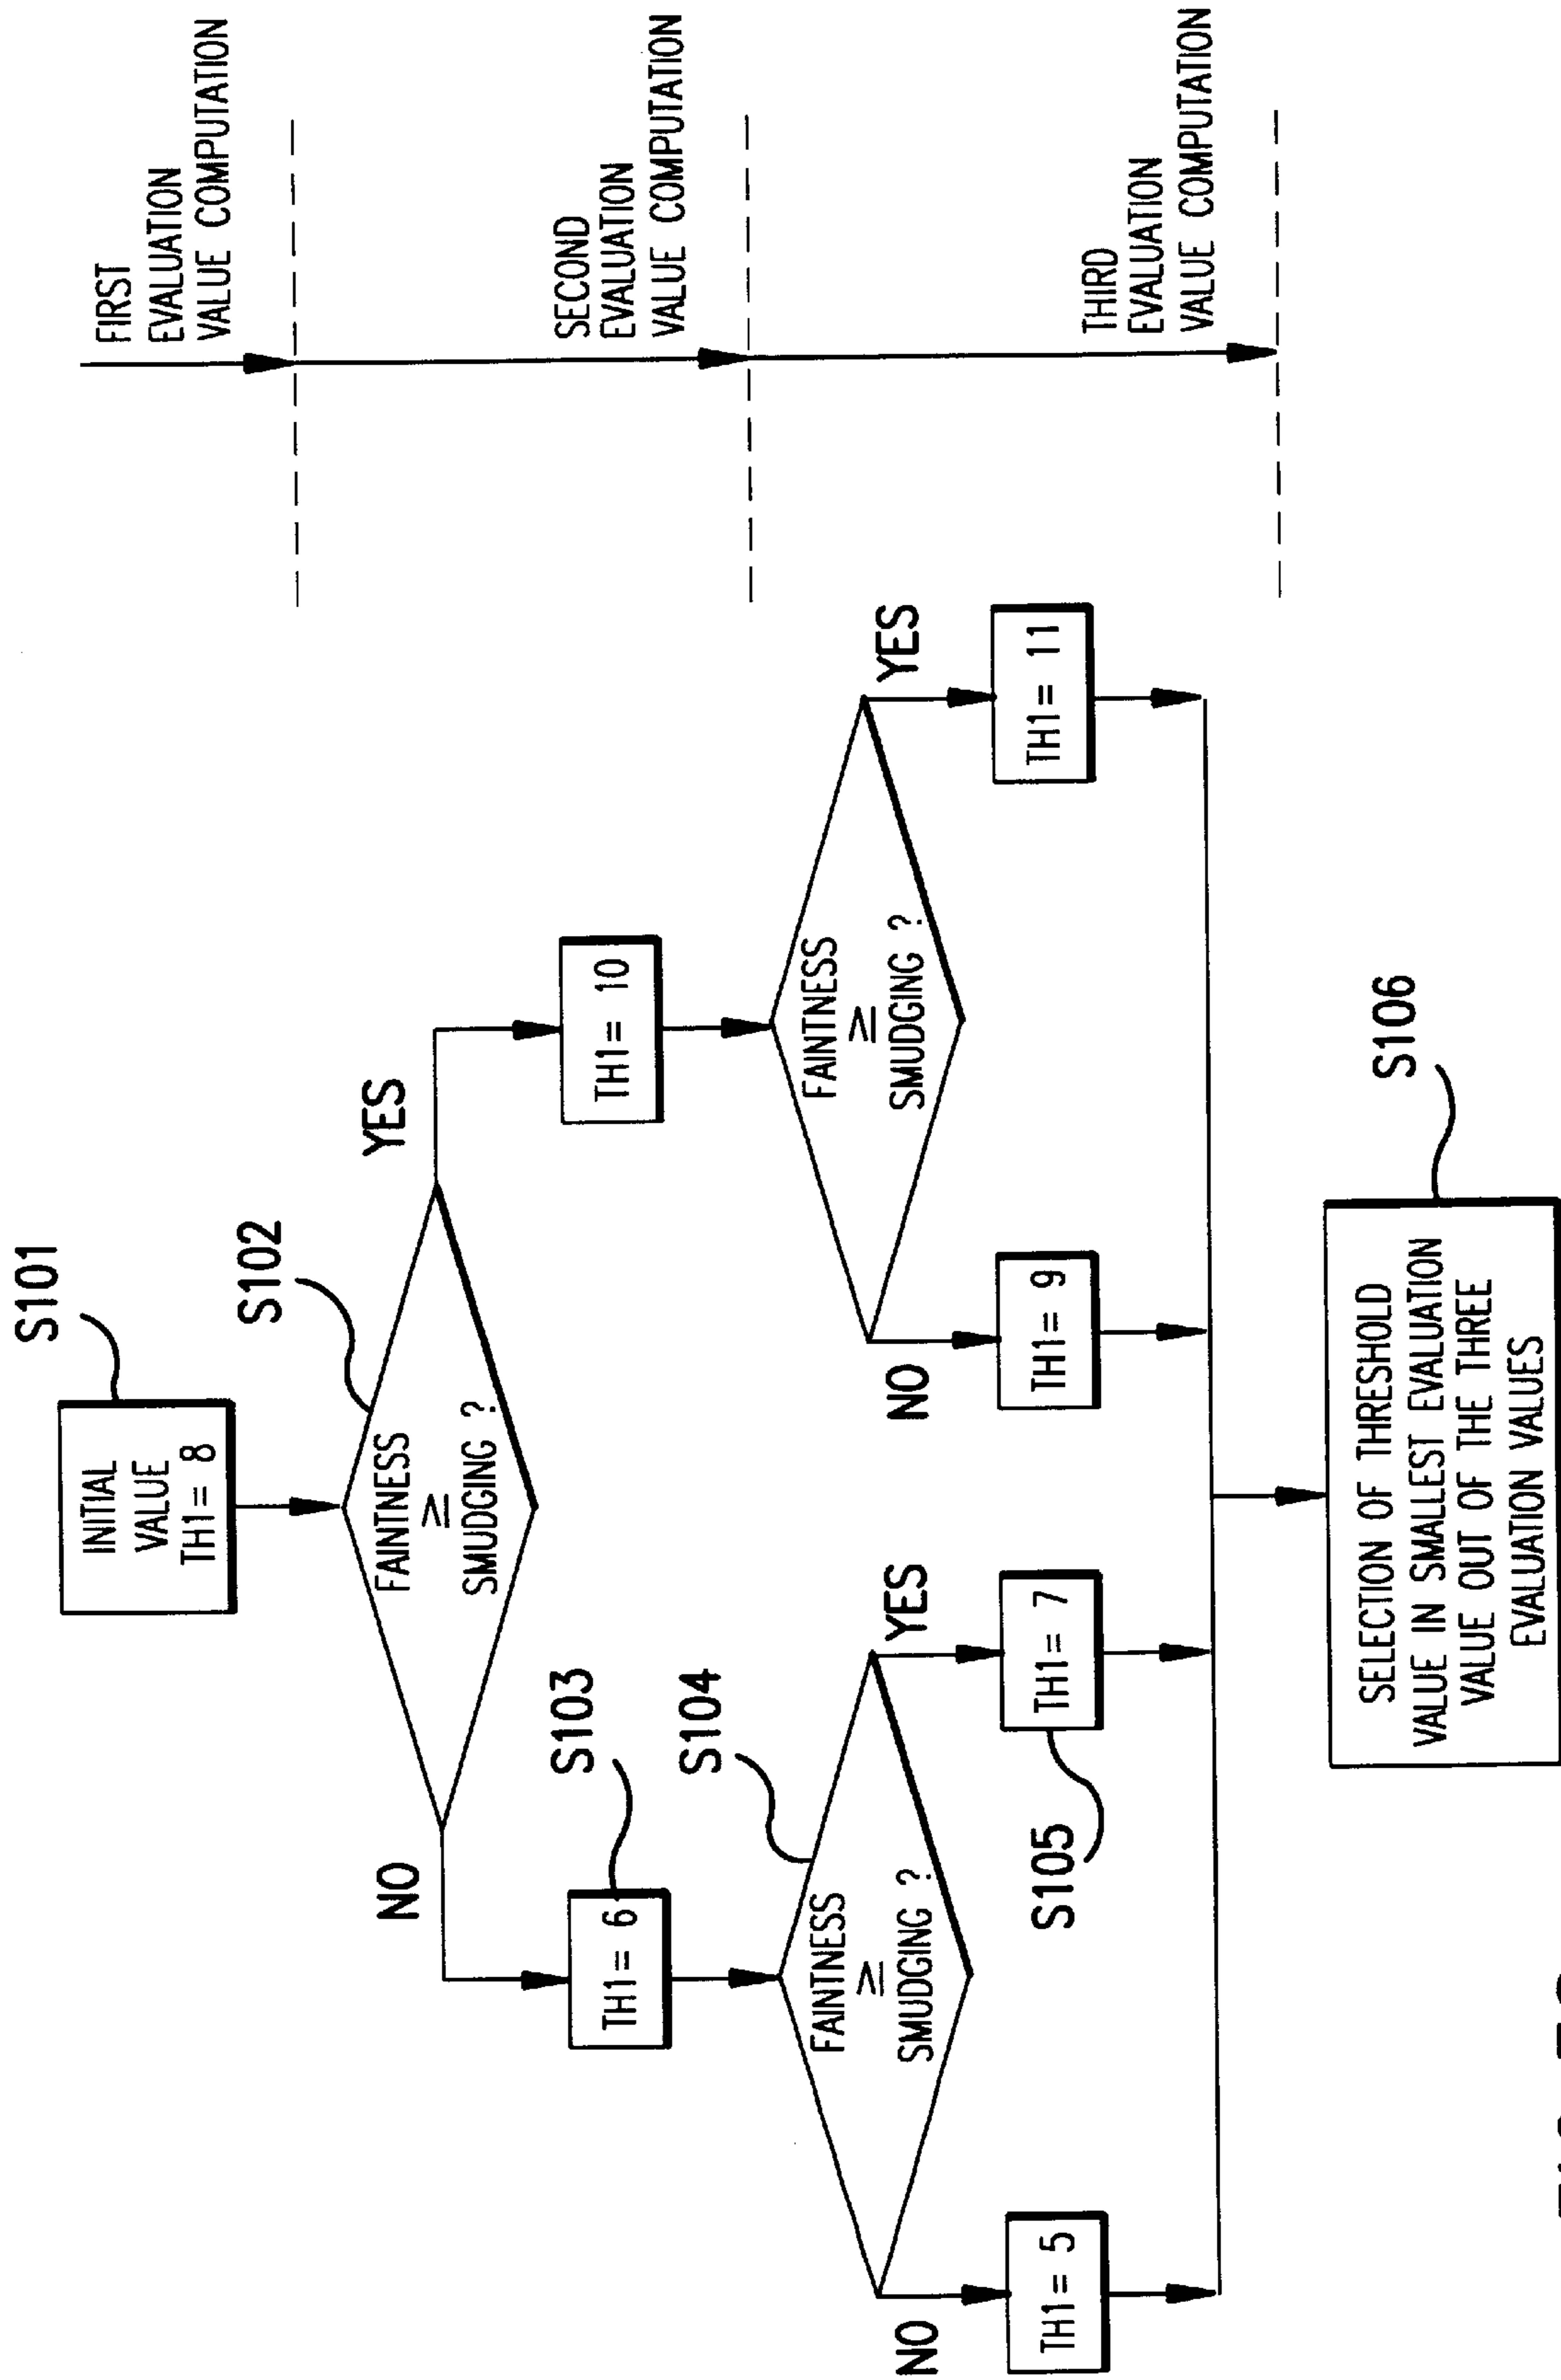 S101
INITIAL
VALUE
TH1= 8
FIRST
EVALUATION
VALUE COMPUTATION
S102
FAINTNESS
≧
SMUDGING ?
NO
YES
S103
TH1= 6
TH1= 10
SECOND
EVALUATION
VALUE COMPUTATION
S104
FAINTNESS
≧
SMUDGING ?
FAINTNESS
≧
SMUDGING ?
NO
YES
NO
YES
TH1= 5
S105
TH1= 7
TH1= 9
TH1= 11
THIRD
EVALUATION
VALUE COMPUTATION
S106
SELECTION OF THRESHOLD
VALUE IN SMALLEST EVALUATION
VALUE OUT OF THE THREE
EVALUATION VALUES